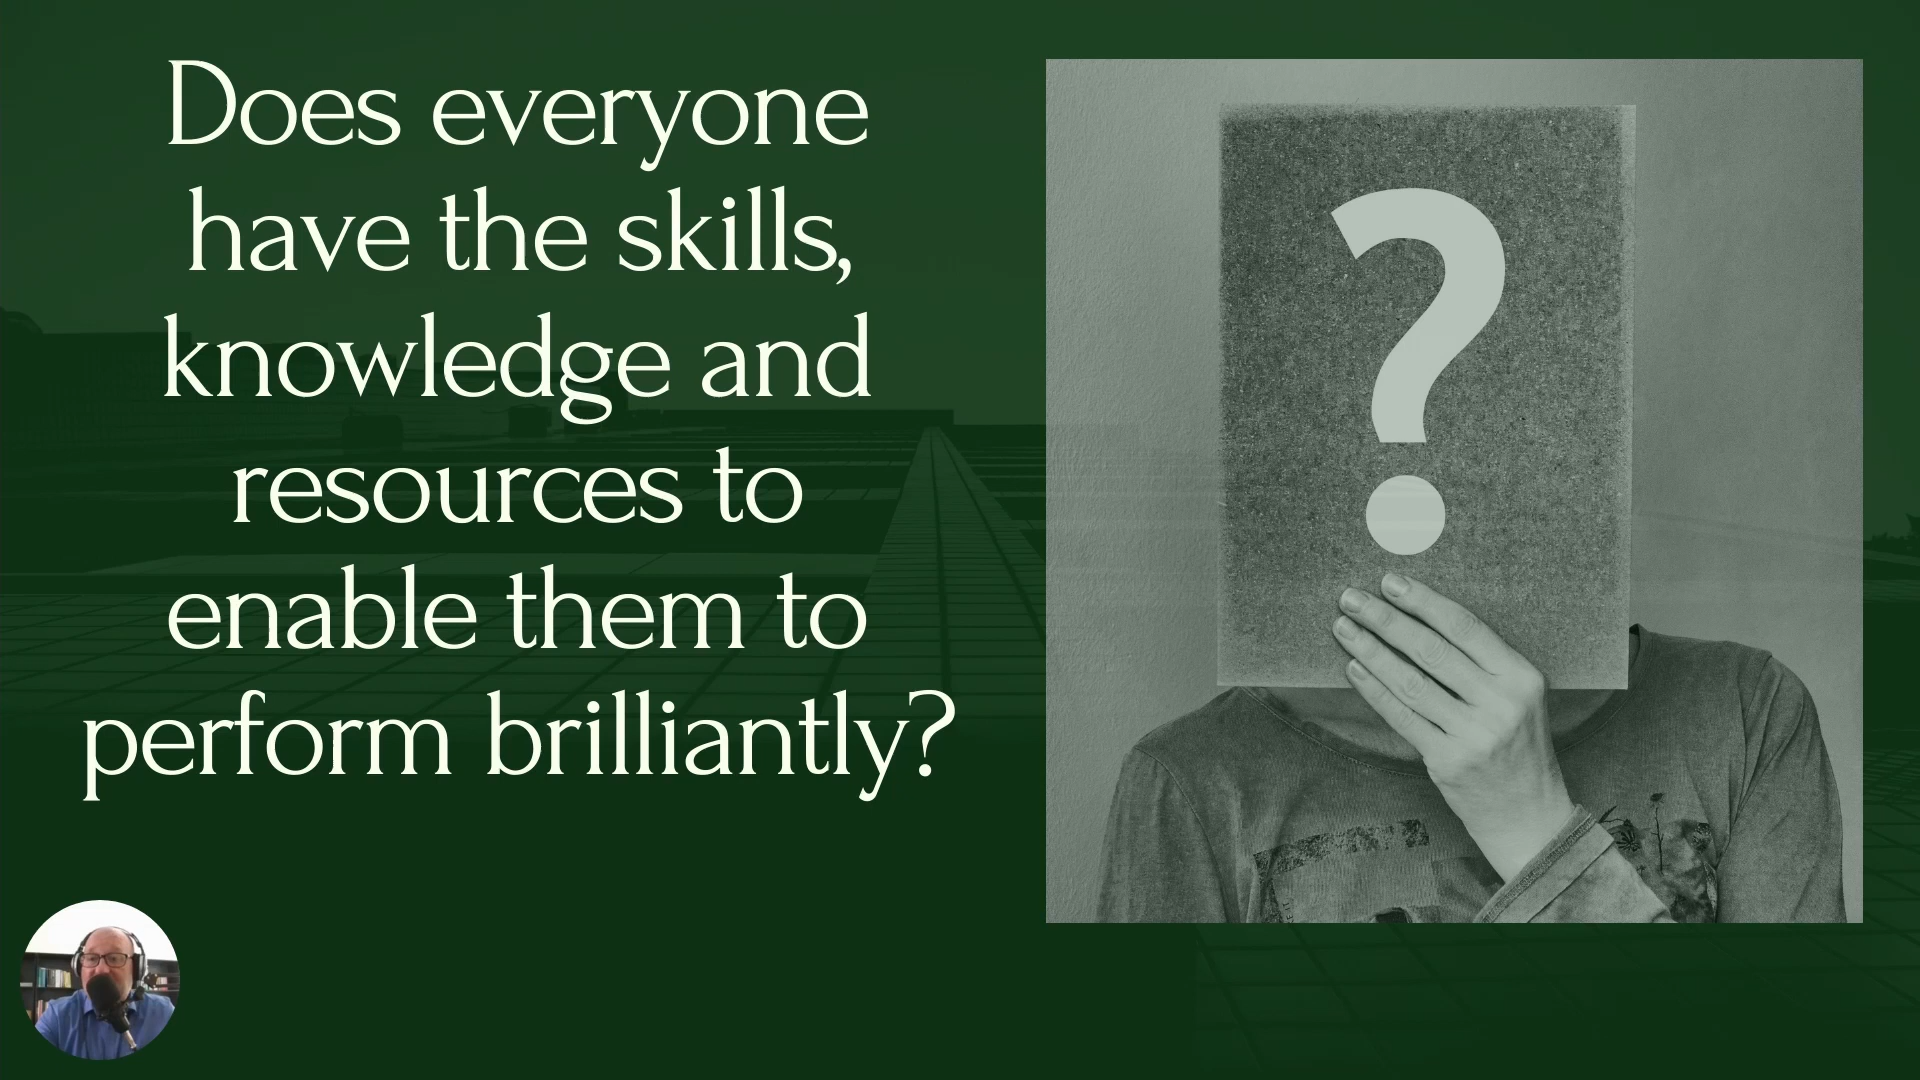 Does everyone
have the skills,
knowledge and
resources to
enable them to
perform brilliantly?
?